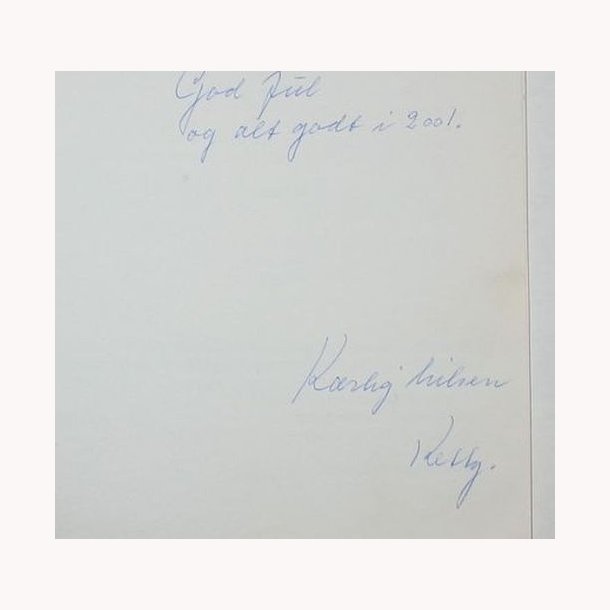 God Jul
og alt godt i 2001.
Kærlig hilsen
Kelly.